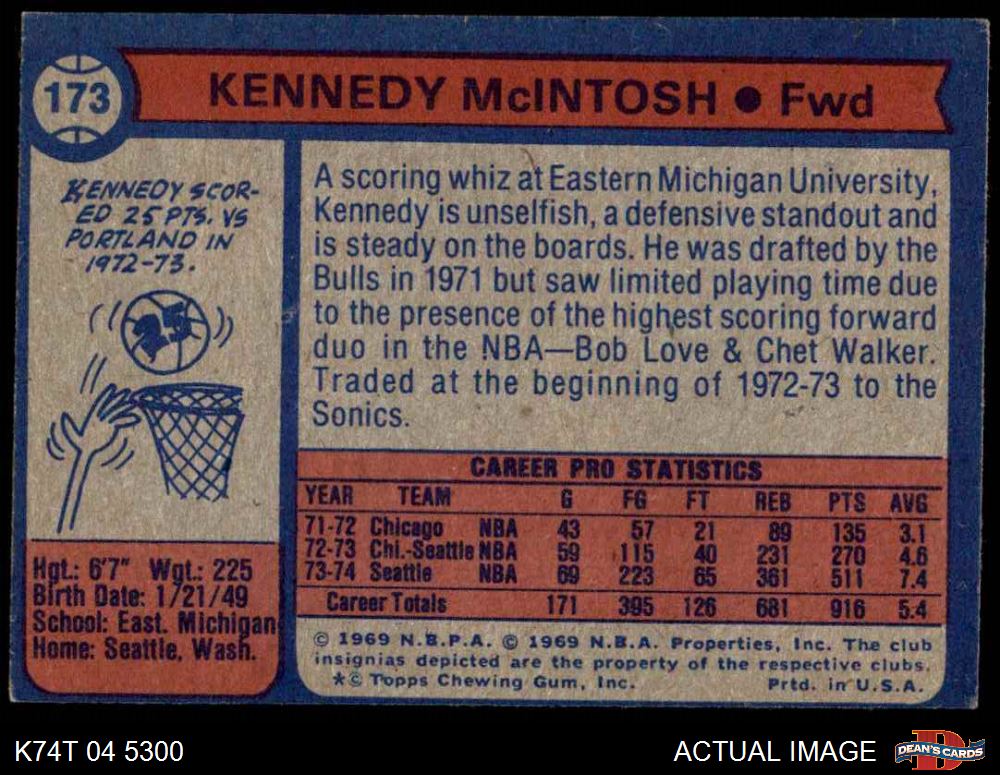 173
KENNEDY McINTOSH ● Fwd
KENNEDY SCOR-
ED 25 PTS. VS
PORTLAND IN
1972-73.
25
A scoring whiz at Eastern Michigan University,
Kennedy is unselfish, a defensive standout and
is steady on the boards. He was drafted by the
Bulls in 1971 but saw limited playing time due
to the presence of the highest scoring forward
duo in the NBA—Bob Love & Chet Walker.
Traded at the beginning of 1972-73 to the
Sonics.
Hgt.: 6'7" Wgt.: 225
Birth Date: 1/21/49
School: East. Michigan
Home: Seattle, Wash.
CAREER PRO STATISTICS
YEAR TEAM G FG FT REB PTS AVG
71-72 Chicago NBA 43 57 21 89 135 3.1
72-73 Chi.-Seattle NBA 59 115 40 231 270 4.6
73-74 Seattle NBA 69 223 65 361 511 7.4
Career Totals 171 395 126 681 916 5.4
© 1969 N.B.P.A. © 1969 N.B.A. Properties, Inc. The club
insignias depicted are the property of the respective clubs.
*© Topps Chewing Gum, Inc. Prtd. in U.S.A.
K74T 04 5300
ACTUAL IMAGE
D
DEAN'S CARDS